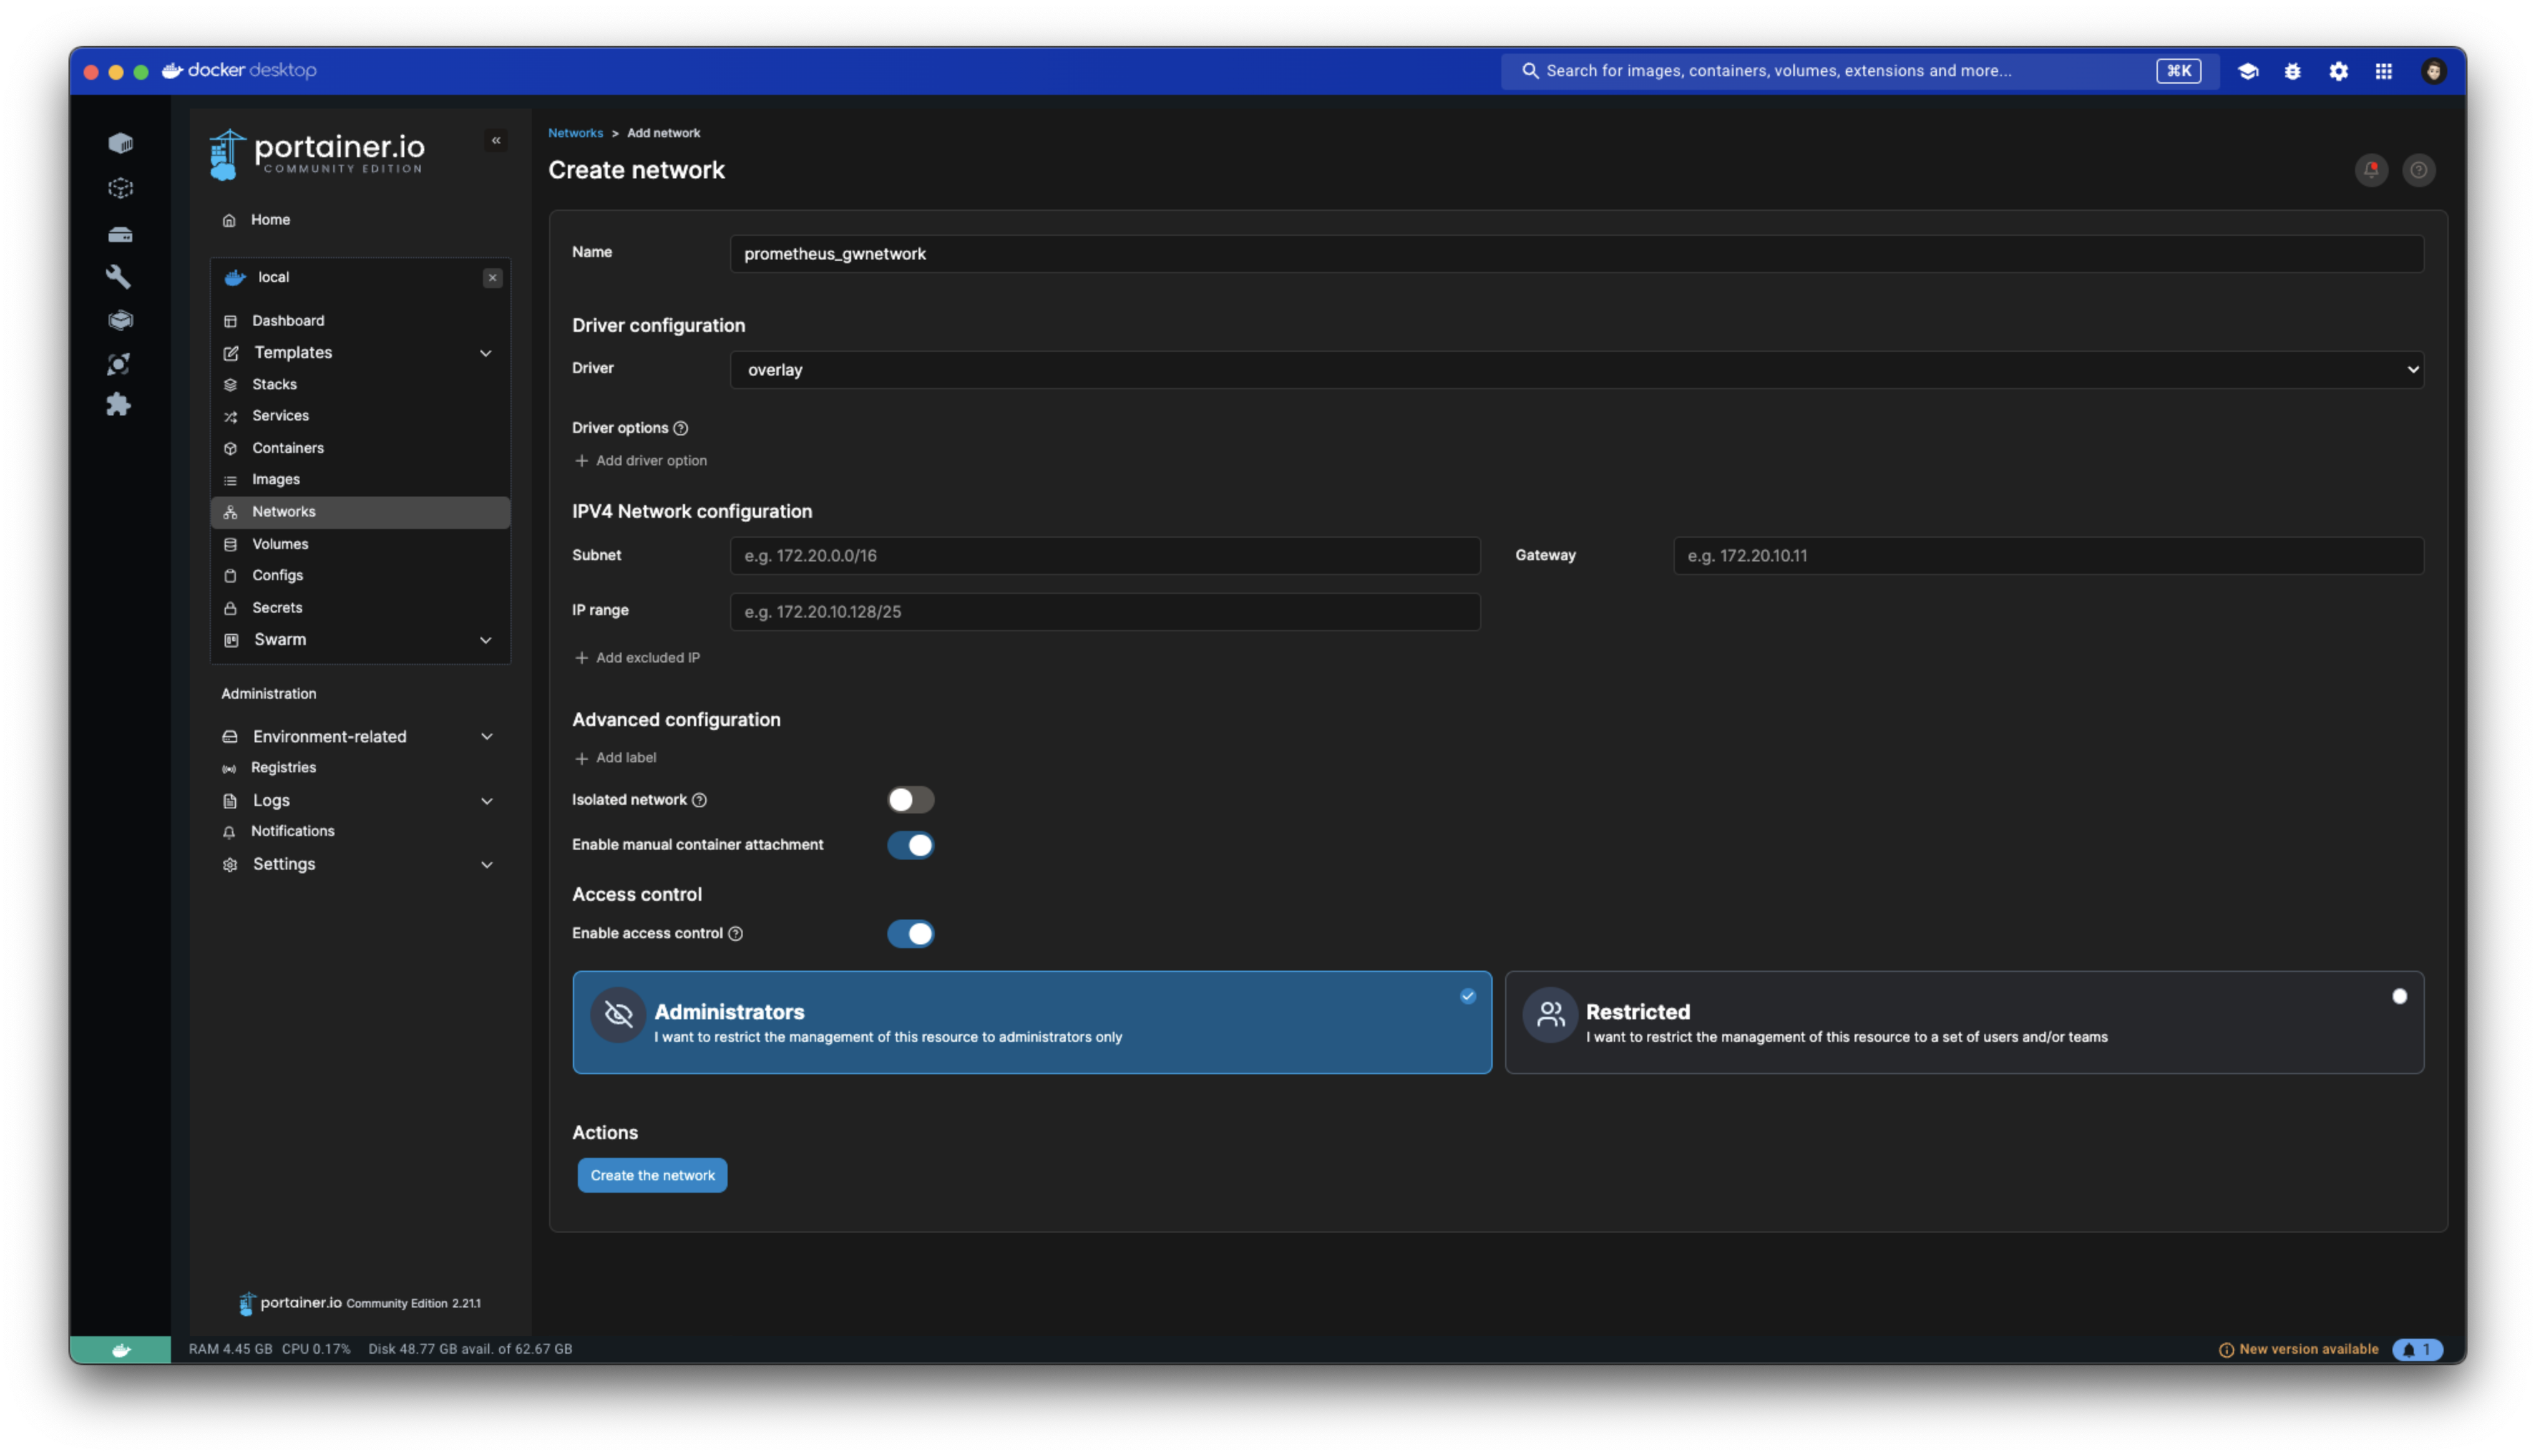 docker desktop
Search for images, containers, volumes, extensions and more...
⌘K
portainer.io
COMMUNITY EDITION
Home
local
Dashboard
Templates
Stacks
Services
Containers
Images
Networks
Volumes
Configs
Secrets
Swarm
Administration
Environment-related
Registries
Logs
Notifications
Settings
portainer.io Community Edition 2.21.1
Networks > Add network
Create network
Name
prometheus_gwnetwork
Driver configuration
Driver
overlay
Driver options
Add driver option
IPV4 Network configuration
Subnet
e.g. 172.20.0.0/16
Gateway
e.g. 172.20.10.11
IP range
e.g. 172.20.10.128/25
Add excluded IP
Advanced configuration
Add label
Isolated network
Enable manual container attachment
Access control
Enable access control
Administrators
I want to restrict the management of this resource to administrators only
Restricted
I want to restrict the management of this resource to a set of users and/or teams
Actions
Create the network
RAM 4.45 GB CPU 0.17% Disk 48.77 GB avail. of 62.67 GB
New version available
1